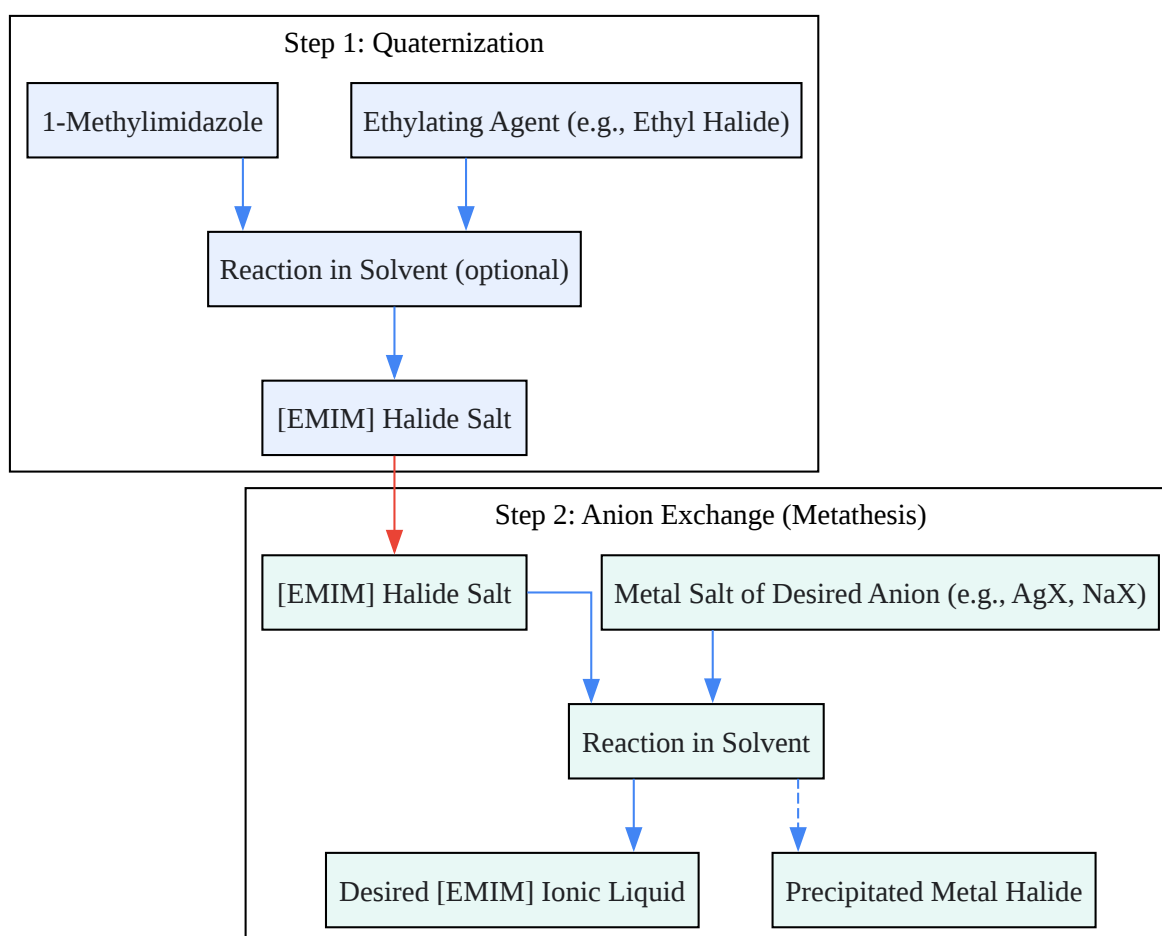 Step 1: Quaternization
1-Methylimidazole
Ethylating Agent (e.g., Ethyl Halide)
Reaction in Solvent (optional)
[EMIM] Halide Salt
Step 2: Anion Exchange (Metathesis)
[EMIM] Halide Salt
Metal Salt of Desired Anion (e.g., AgX, NaX)
Reaction in Solvent
Desired [EMIM] Ionic Liquid
Precipitated Metal Halide